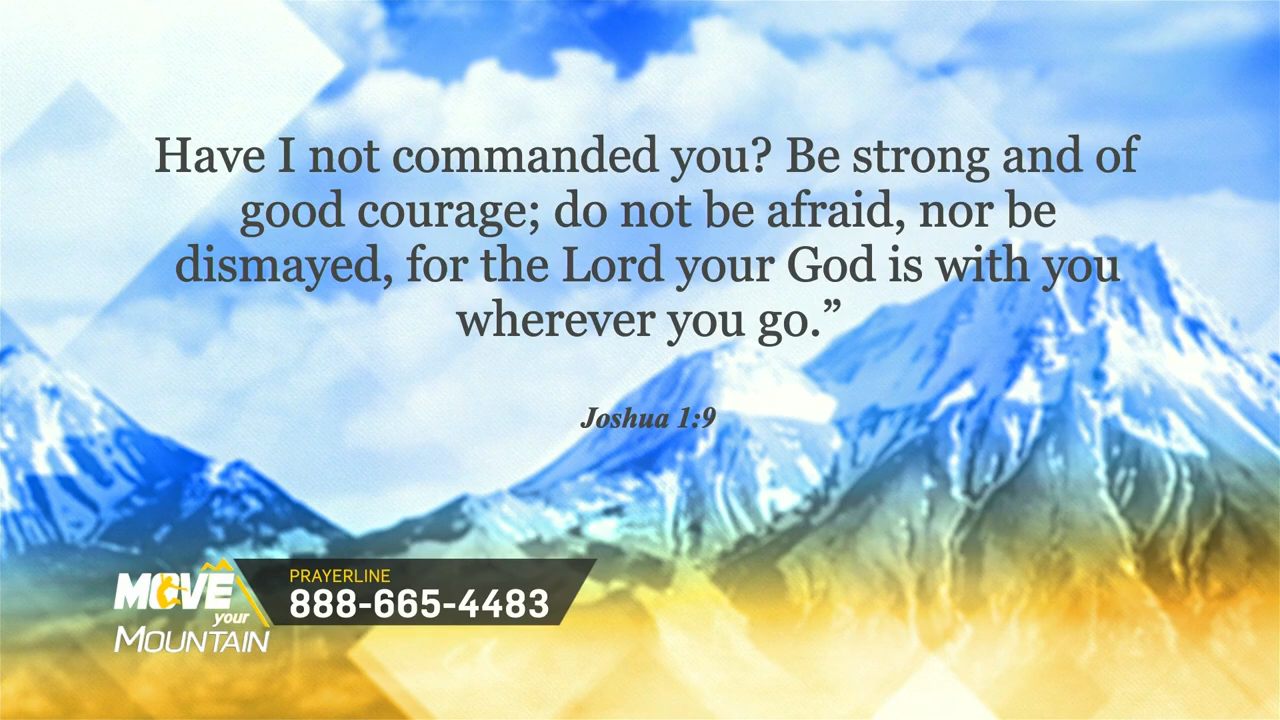 Have I not commanded you? Be strong and of
good courage; do not be afraid, nor be
dismayed, for the Lord your God is with you
wherever you go.”
Joshua 1:9
MOVE
your
MOUNTAIN
PRAYERLINE
888-665-4483